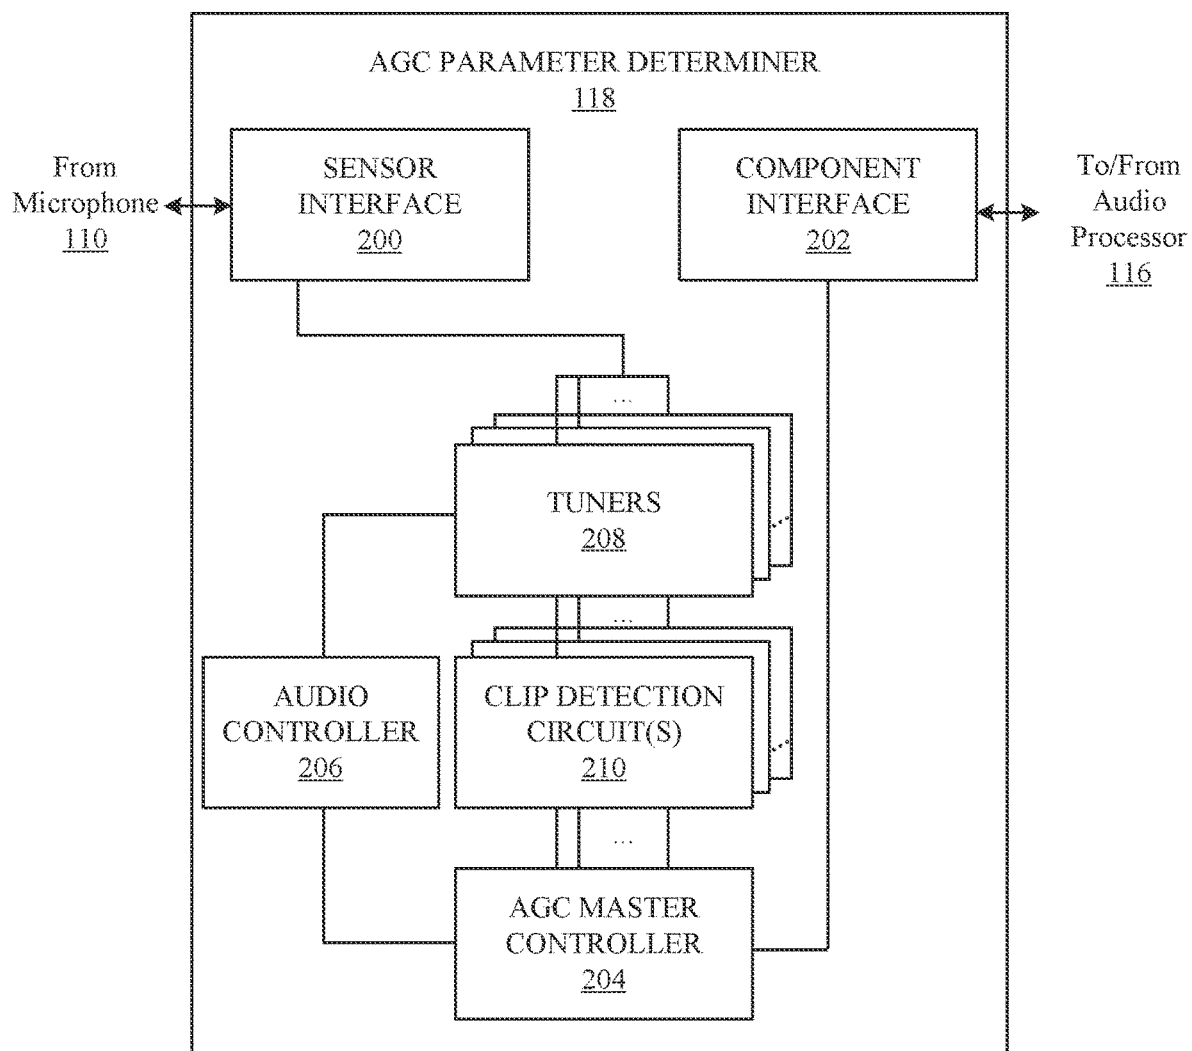 AGC PARAMETER DETERMINER
118
From
Microphone
110
SENSOR
INTERFACE
200
COMPONENT
INTERFACE
202
To/From
Audio
Processor
116
...
TUNERS
208
...
AUDIO
CONTROLLER
206
CLIP DETECTION
CIRCUIT(S)
210
...
AGC MASTER
CONTROLLER
204